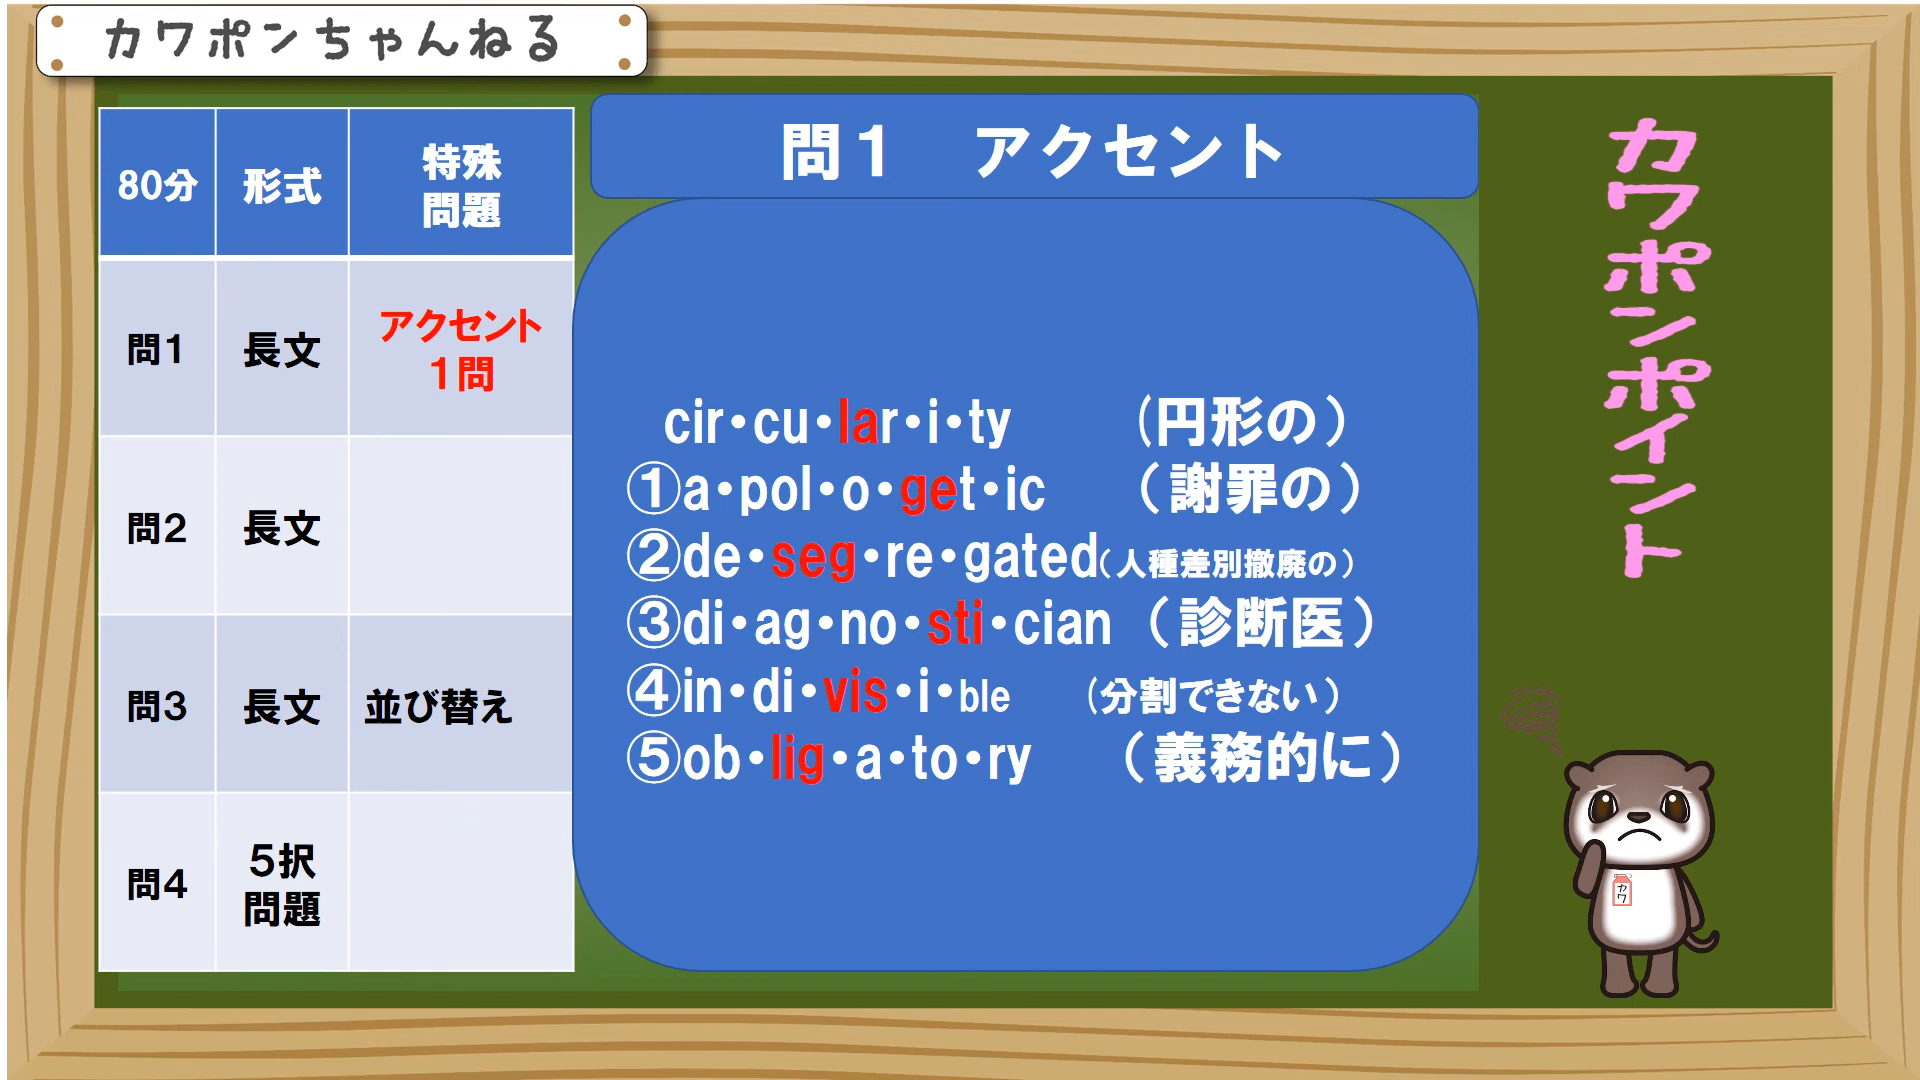 カワポンちゃんねる
80分 形式 特殊
問題
問1 長文 アクセント
1問
問2 長文
問3 長文 並び替え
問4 5択
問題
問1 アクセント
cir・cu・lar・i・ty (円形の)
①a・pol・o・get・ic (謝罪の)
②de・seg・re・gated(人種差別撤廃の)
③di・ag・no・sti・cian (診断医)
④in・di・vis・i・ble (分割できない)
⑤ob・lig・a・to・ry (義務的に)
カワポンポイント
カワ